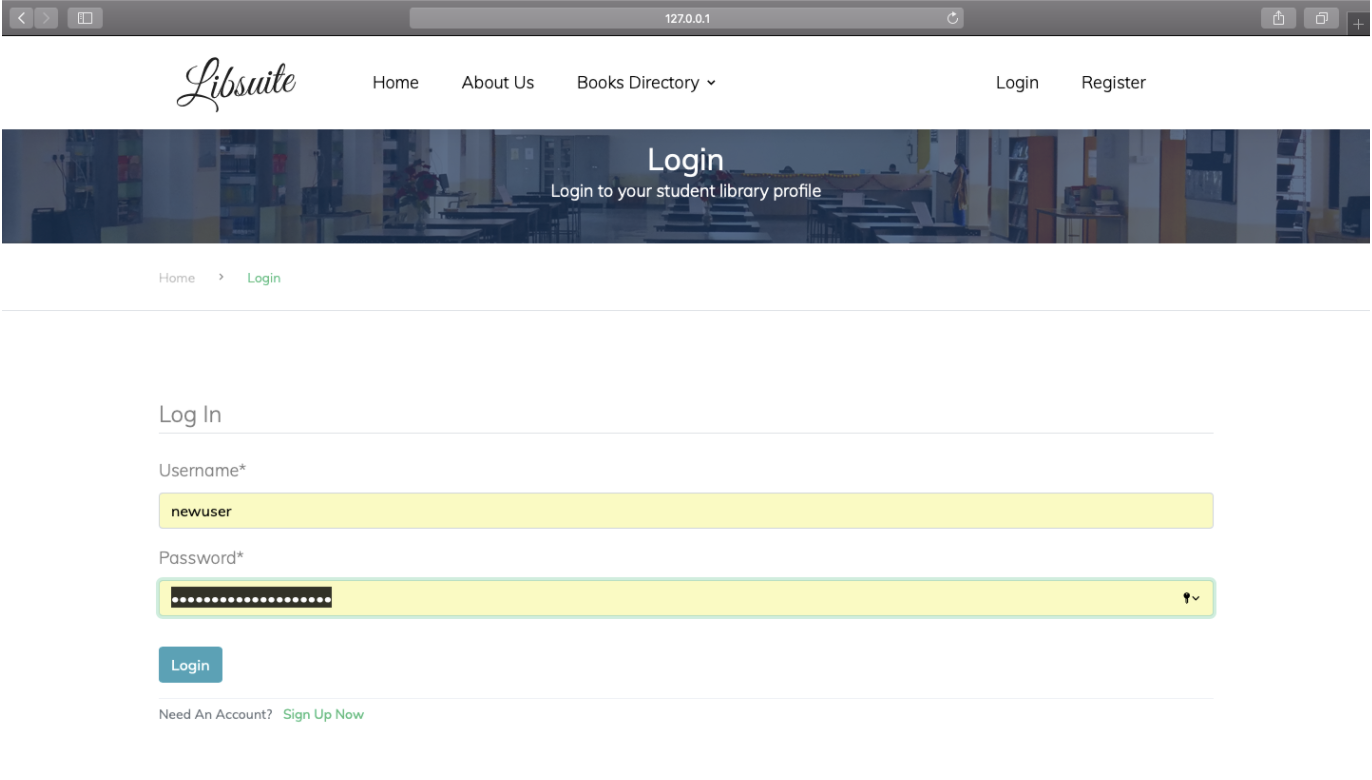 127.0.0.1
Libsuite Home About Us Books Directory Login Register
Login
Login to your student library profile
Home > Login
Log In
Username*
newuser
Password*
••••••••••••••••••••
Login
Need An Account? Sign Up Now